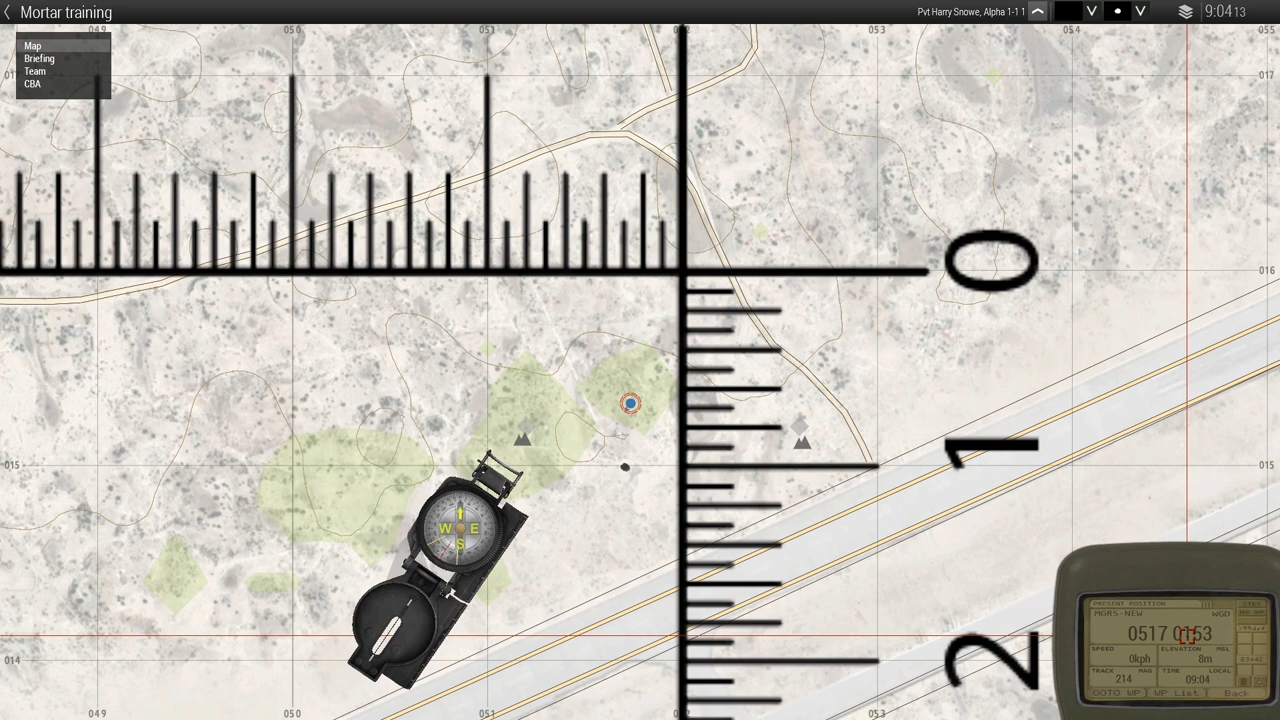 Mortar training
Pvt Harry Snowe, Alpha 1-1 1
9:04 13
049 050 051 053 054 055
Map
Briefing
Team
CBA
017 017
0
016
1
015 015
W E
S
014
2
PRESENT POSITION
MGRS-NEW WGD
0517 0153
SPEED ELEVATION MSL
0kph 8m
TRACK MAG TIME LOCAL
214 09:04
GOTO WP WP List Back
049 050 051 053